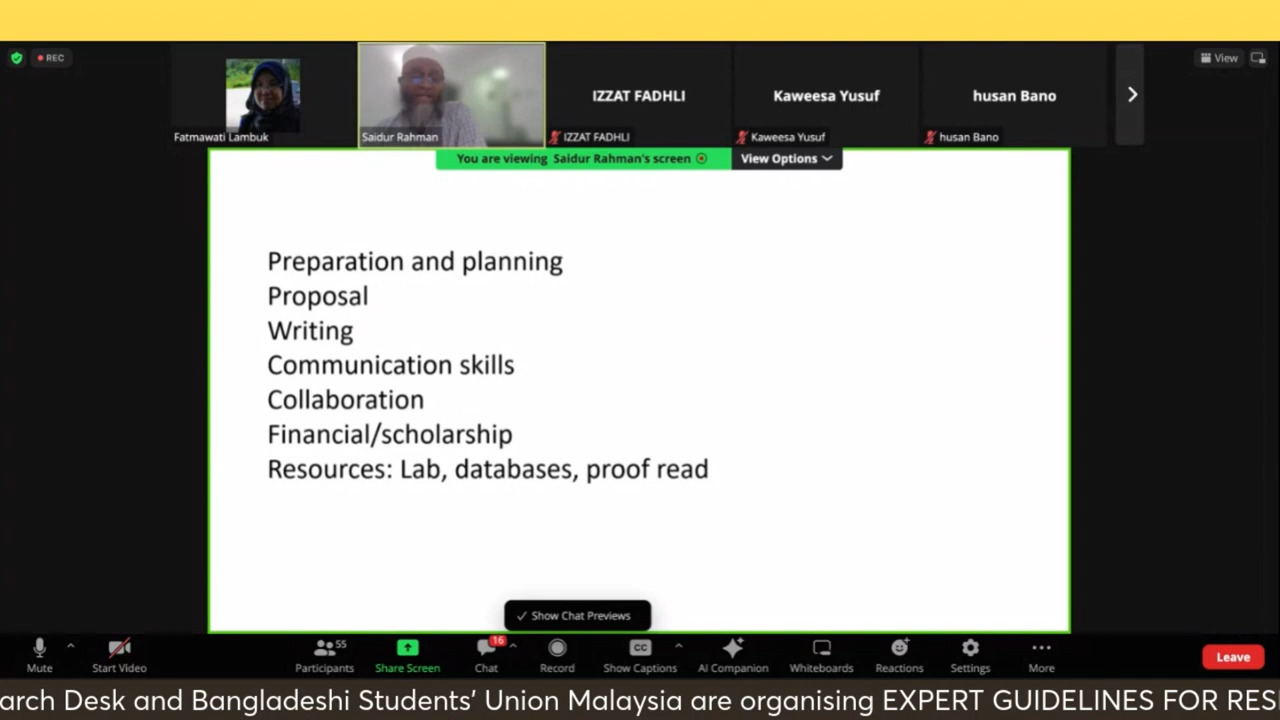 REC
View
IZZAT FADHLI
Kaweesa Yusuf
husan Bano
Fatmawati Lambuk
Saidur Rahman
IZZAT FADHLI
Kaweesa Yusuf
husan Bano
You are viewing Saidur Rahman's screen
View Options
Preparation and planning
Proposal
Writing
Communication skills
Collaboration
Financial/scholarship
Resources: Lab, databases, proof read
✓ Show Chat Previews
55
16
CC
Mute
Start Video
Participants
Share Screen
Chat
Record
Show Captions
AI Companion
Whiteboards
Reactions
Settings
More
Leave
arch Desk and Bangladeshi Students' Union Malaysia are organising EXPERT GUIDELINES FOR RES